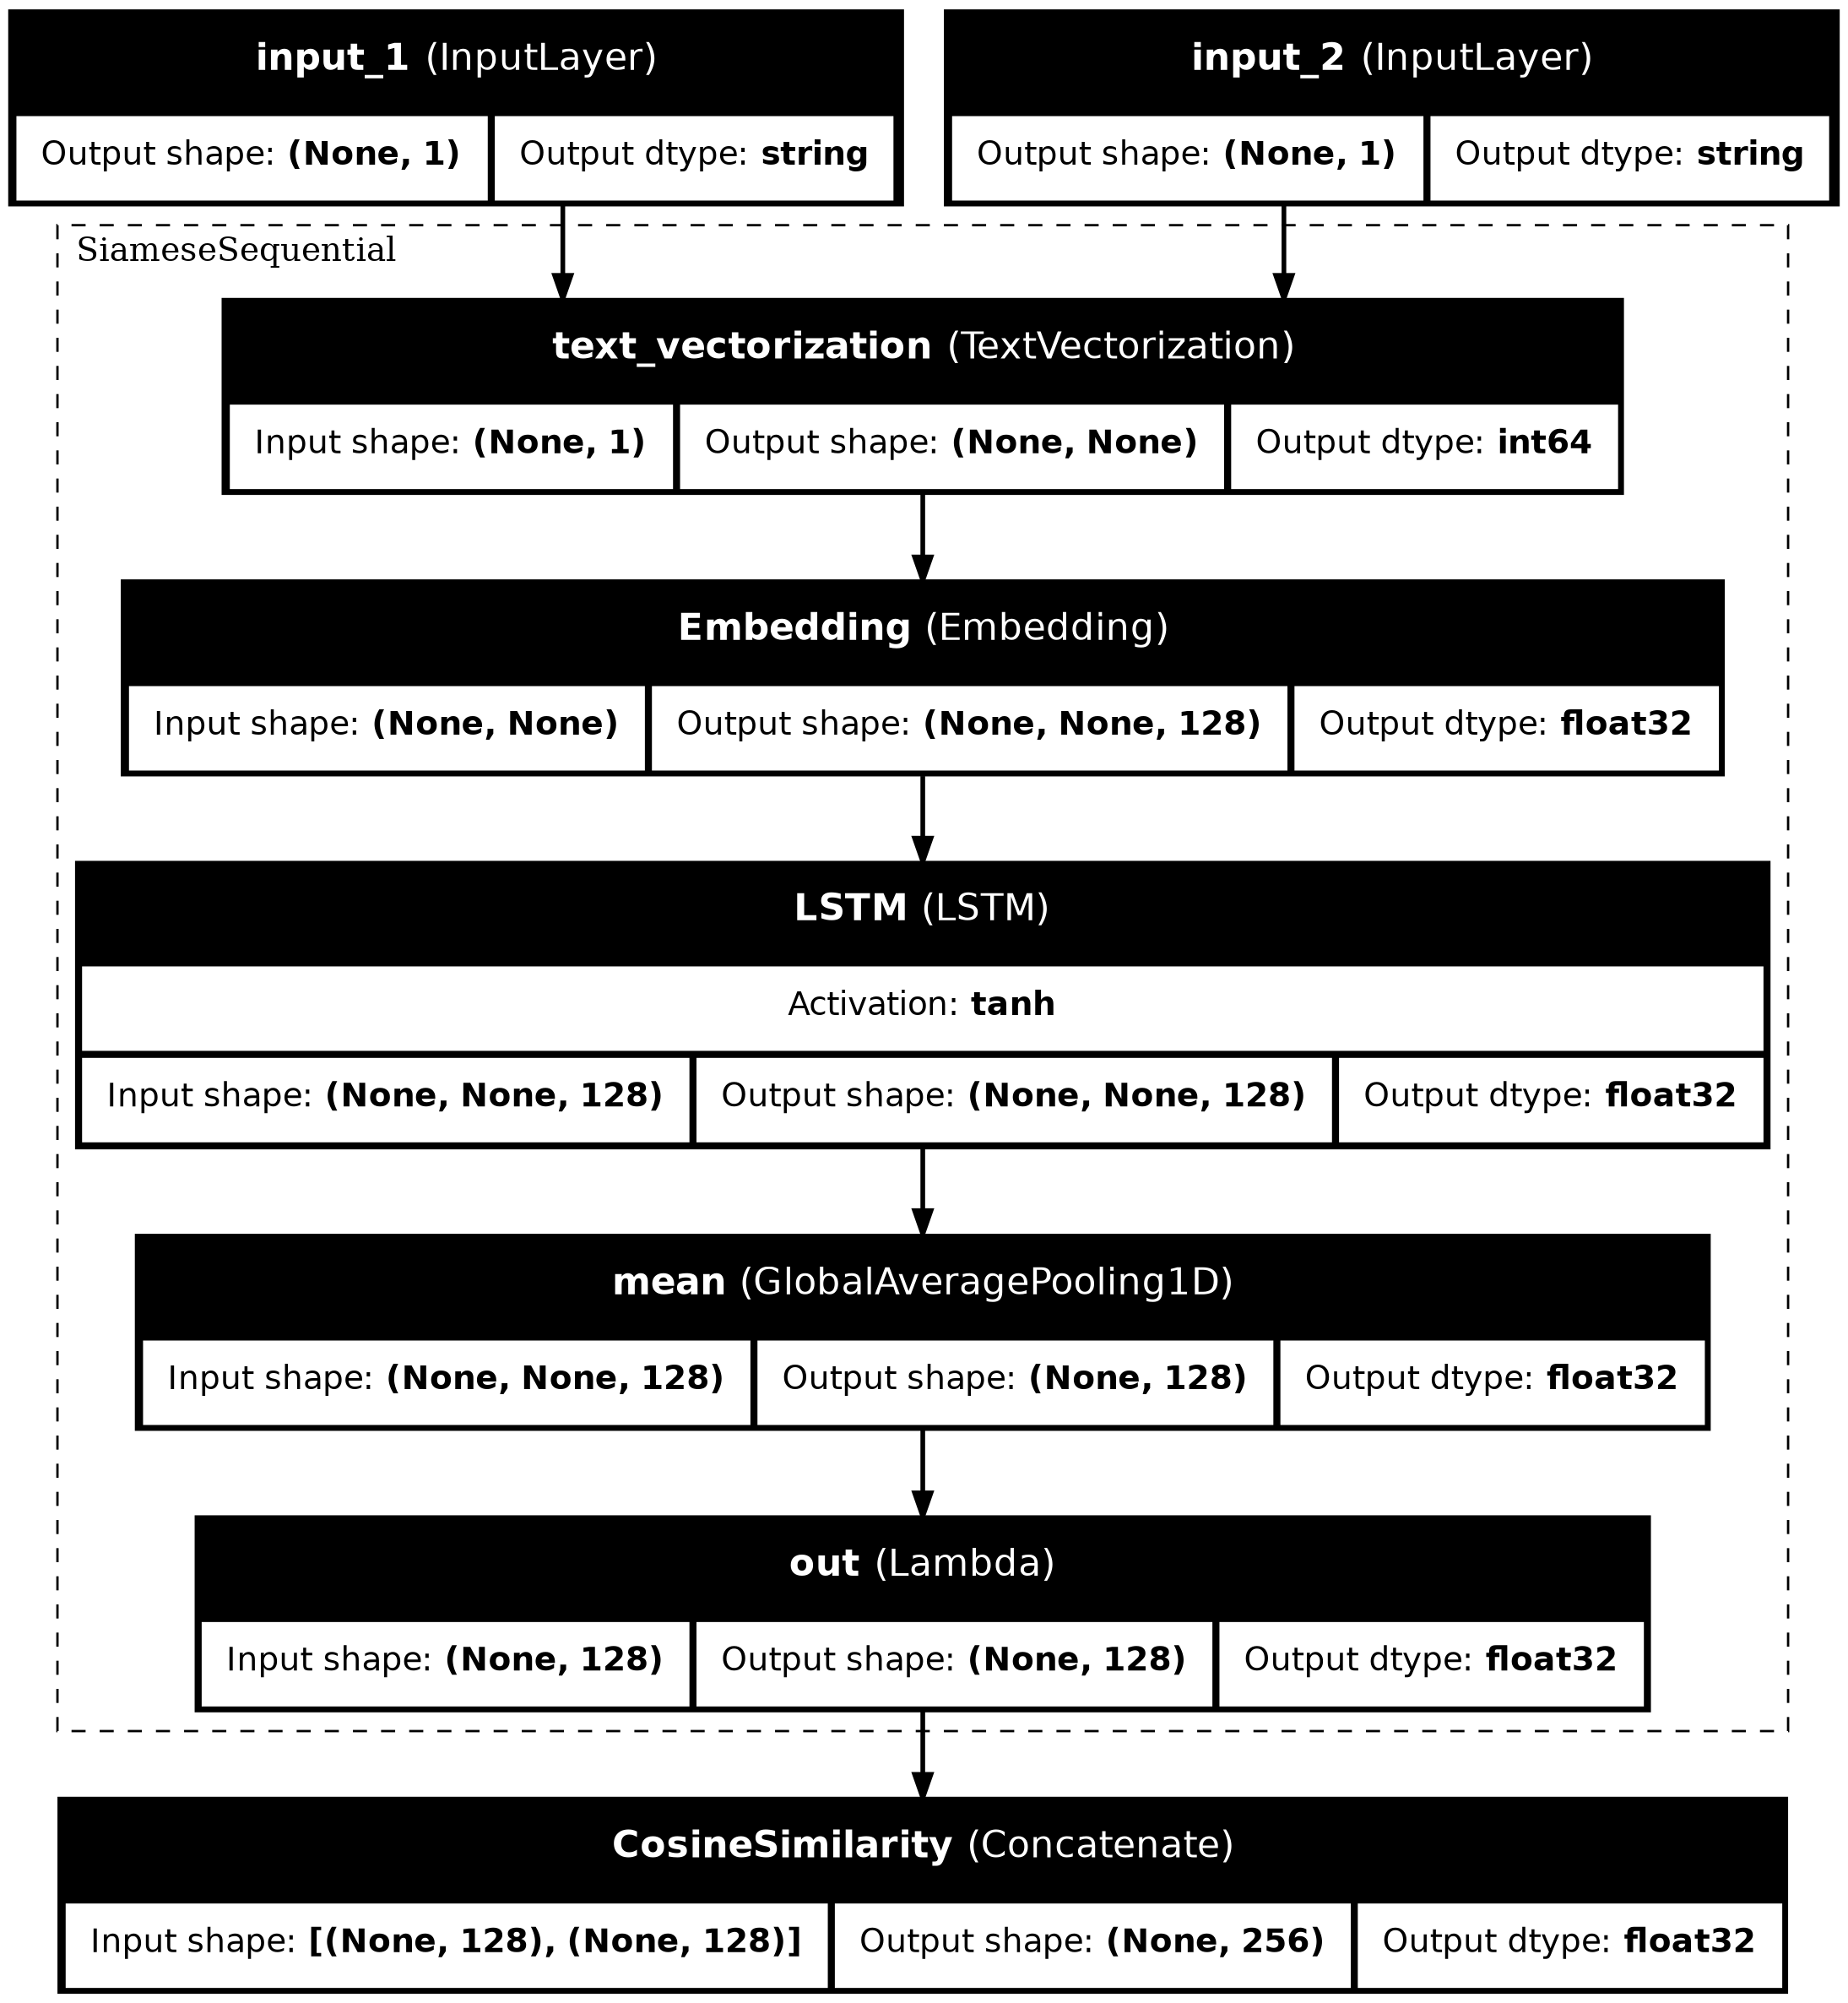 input_1 (InputLayer)
Output shape: (None, 1)
Output dtype: string
input_2 (InputLayer)
Output shape: (None, 1)
Output dtype: string
SiameseSequential
text_vectorization (TextVectorization)
Input shape: (None, 1)
Output shape: (None, None)
Output dtype: int64
Embedding (Embedding)
Input shape: (None, None)
Output shape: (None, None, 128)
Output dtype: float32
LSTM (LSTM)
Activation: tanh
Input shape: (None, None, 128)
Output shape: (None, None, 128)
Output dtype: float32
mean (GlobalAveragePooling1D)
Input shape: (None, None, 128)
Output shape: (None, 128)
Output dtype: float32
out (Lambda)
Input shape: (None, 128)
Output shape: (None, 128)
Output dtype: float32
CosineSimilarity (Concatenate)
Input shape: [(None, 128), (None, 128)]
Output shape: (None, 256)
Output dtype: float32